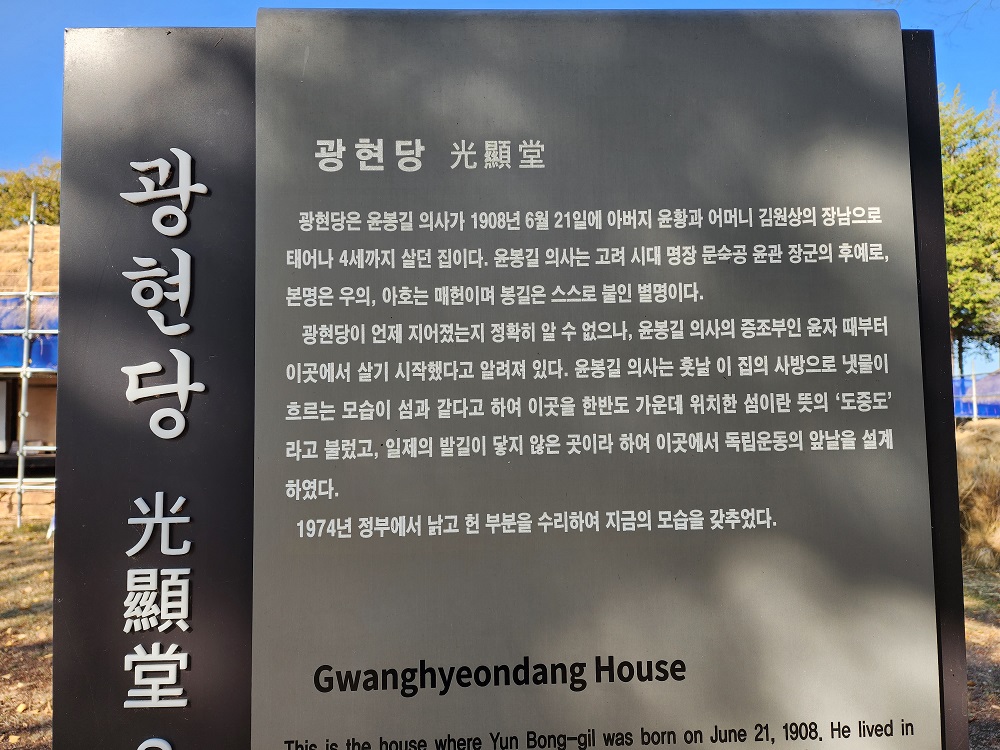 광현당 光顯堂
광현당 光顯堂
광현당은 윤봉길 의사가 1908년 6월 21일에 아버지 윤황과 어머니 김원상의 장남으로
태어나 4세까지 살던 집이다. 윤봉길 의사는 고려 시대 명장 문숙공 윤관 장군의 후예로,
본명은 우의, 아호는 매헌이며 봉길은 스스로 붙인 별명이다.
광현당이 언제 지어졌는지 정확히 알 수 없으나, 윤봉길 의사의 증조부인 윤자 때부터
이곳에서 살기 시작했다고 알려져 있다. 윤봉길 의사는 훗날 이 집의 사방으로 냇물이
흐르는 모습이 섬과 같다고 하여 이곳을 한반도 가운데 위치한 섬이란 뜻의 ‘도중도’
라고 불렀고, 일제의 발길이 닿지 않은 곳이라 하여 이곳에서 독립운동의 앞날을 설계
하였다.
1974년 정부에서 낡고 헌 부분을 수리하여 지금의 모습을 갖추었다.
Gwanghyeondang House
This is the house where Yun Bong-gil was born on June 21, 1908. He lived in